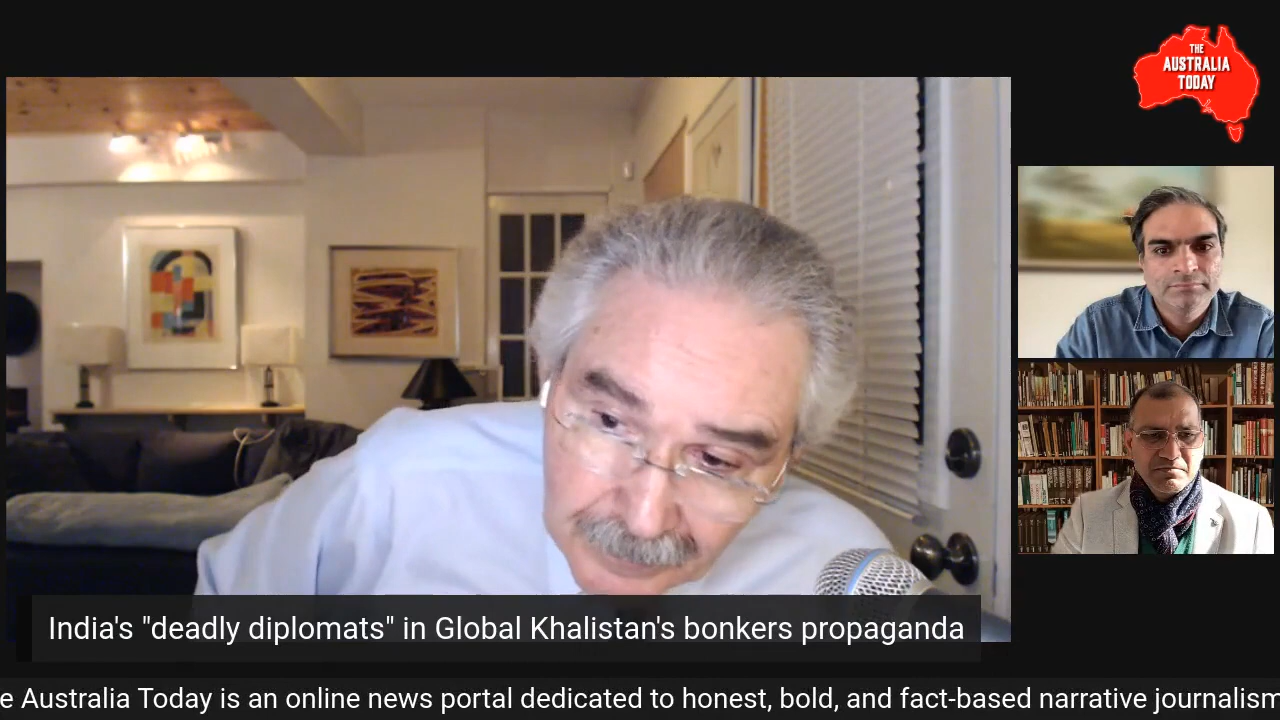 THE
AUSTRALIA
TODAY
India's "deadly diplomats" in Global Khalistan's bonkers propaganda
e Australia Today is an online news portal dedicated to honest, bold, and fact-based narrative journalism